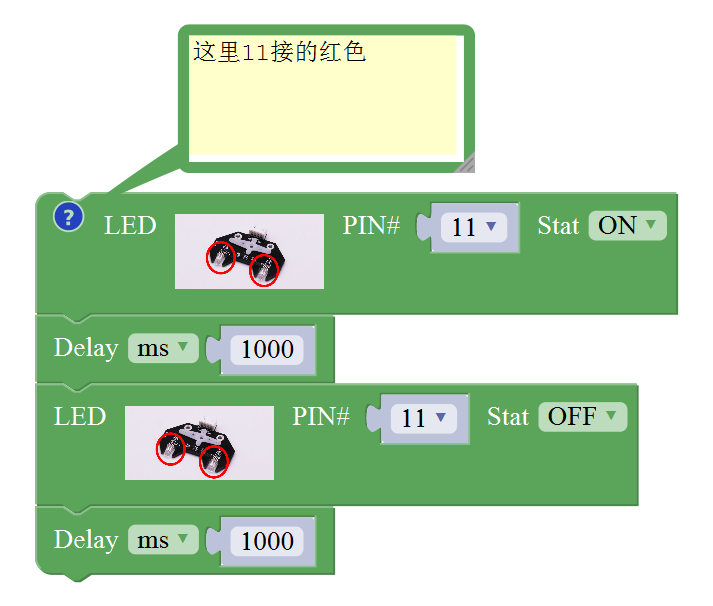 这里11接的红色
? LED PIN# 11 Stat ON
Delay ms 1000
LED PIN# 11 Stat OFF
Delay ms 1000